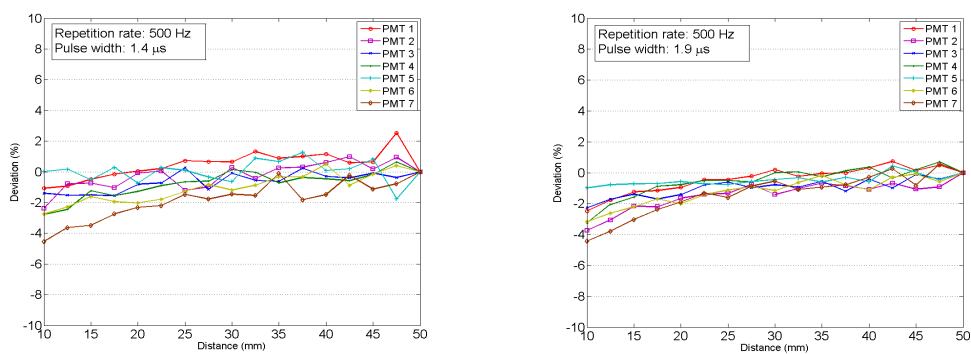 Repetition rate: 500 Hz
Pulse width: 1.4 μs
PMT 1
PMT 2
PMT 3
PMT 4
PMT 5
PMT 6
PMT 7
10
8
6
4
2
0
-2
-4
-6
-8
-10
Deviation (%)
10 15 20 25 30 35 40 45 50
Distance (mm)
Repetition rate: 500 Hz
Pulse width: 1.9 μs
PMT 1
PMT 2
PMT 3
PMT 4
PMT 5
PMT 6
PMT 7
10
8
6
4
2
0
-2
-4
-6
-8
-10
Deviation (%)
10 15 20 25 30 35 40 45 50
Distance (mm)